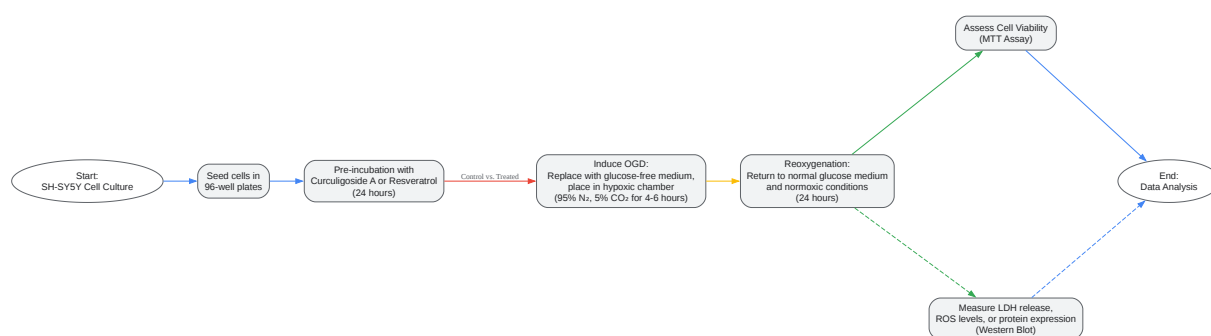 Start:
SH-SY5Y Cell Culture
Seed cells in
96-well plates
Pre-incubation with
Curculigoside A or Resveratrol
(24 hours)
Control vs. Treated
Induce OGD:
Replace with glucose-free medium,
place in hypoxic chamber
(95% N₂, 5% CO₂ for 4-6 hours)
Reoxygenation:
Return to normal glucose medium
and normoxic conditions
(24 hours)
Assess Cell Viability
(MTT Assay)
Measure LDH release,
ROS levels, or protein expression
(Western Blot)
End:
Data Analysis